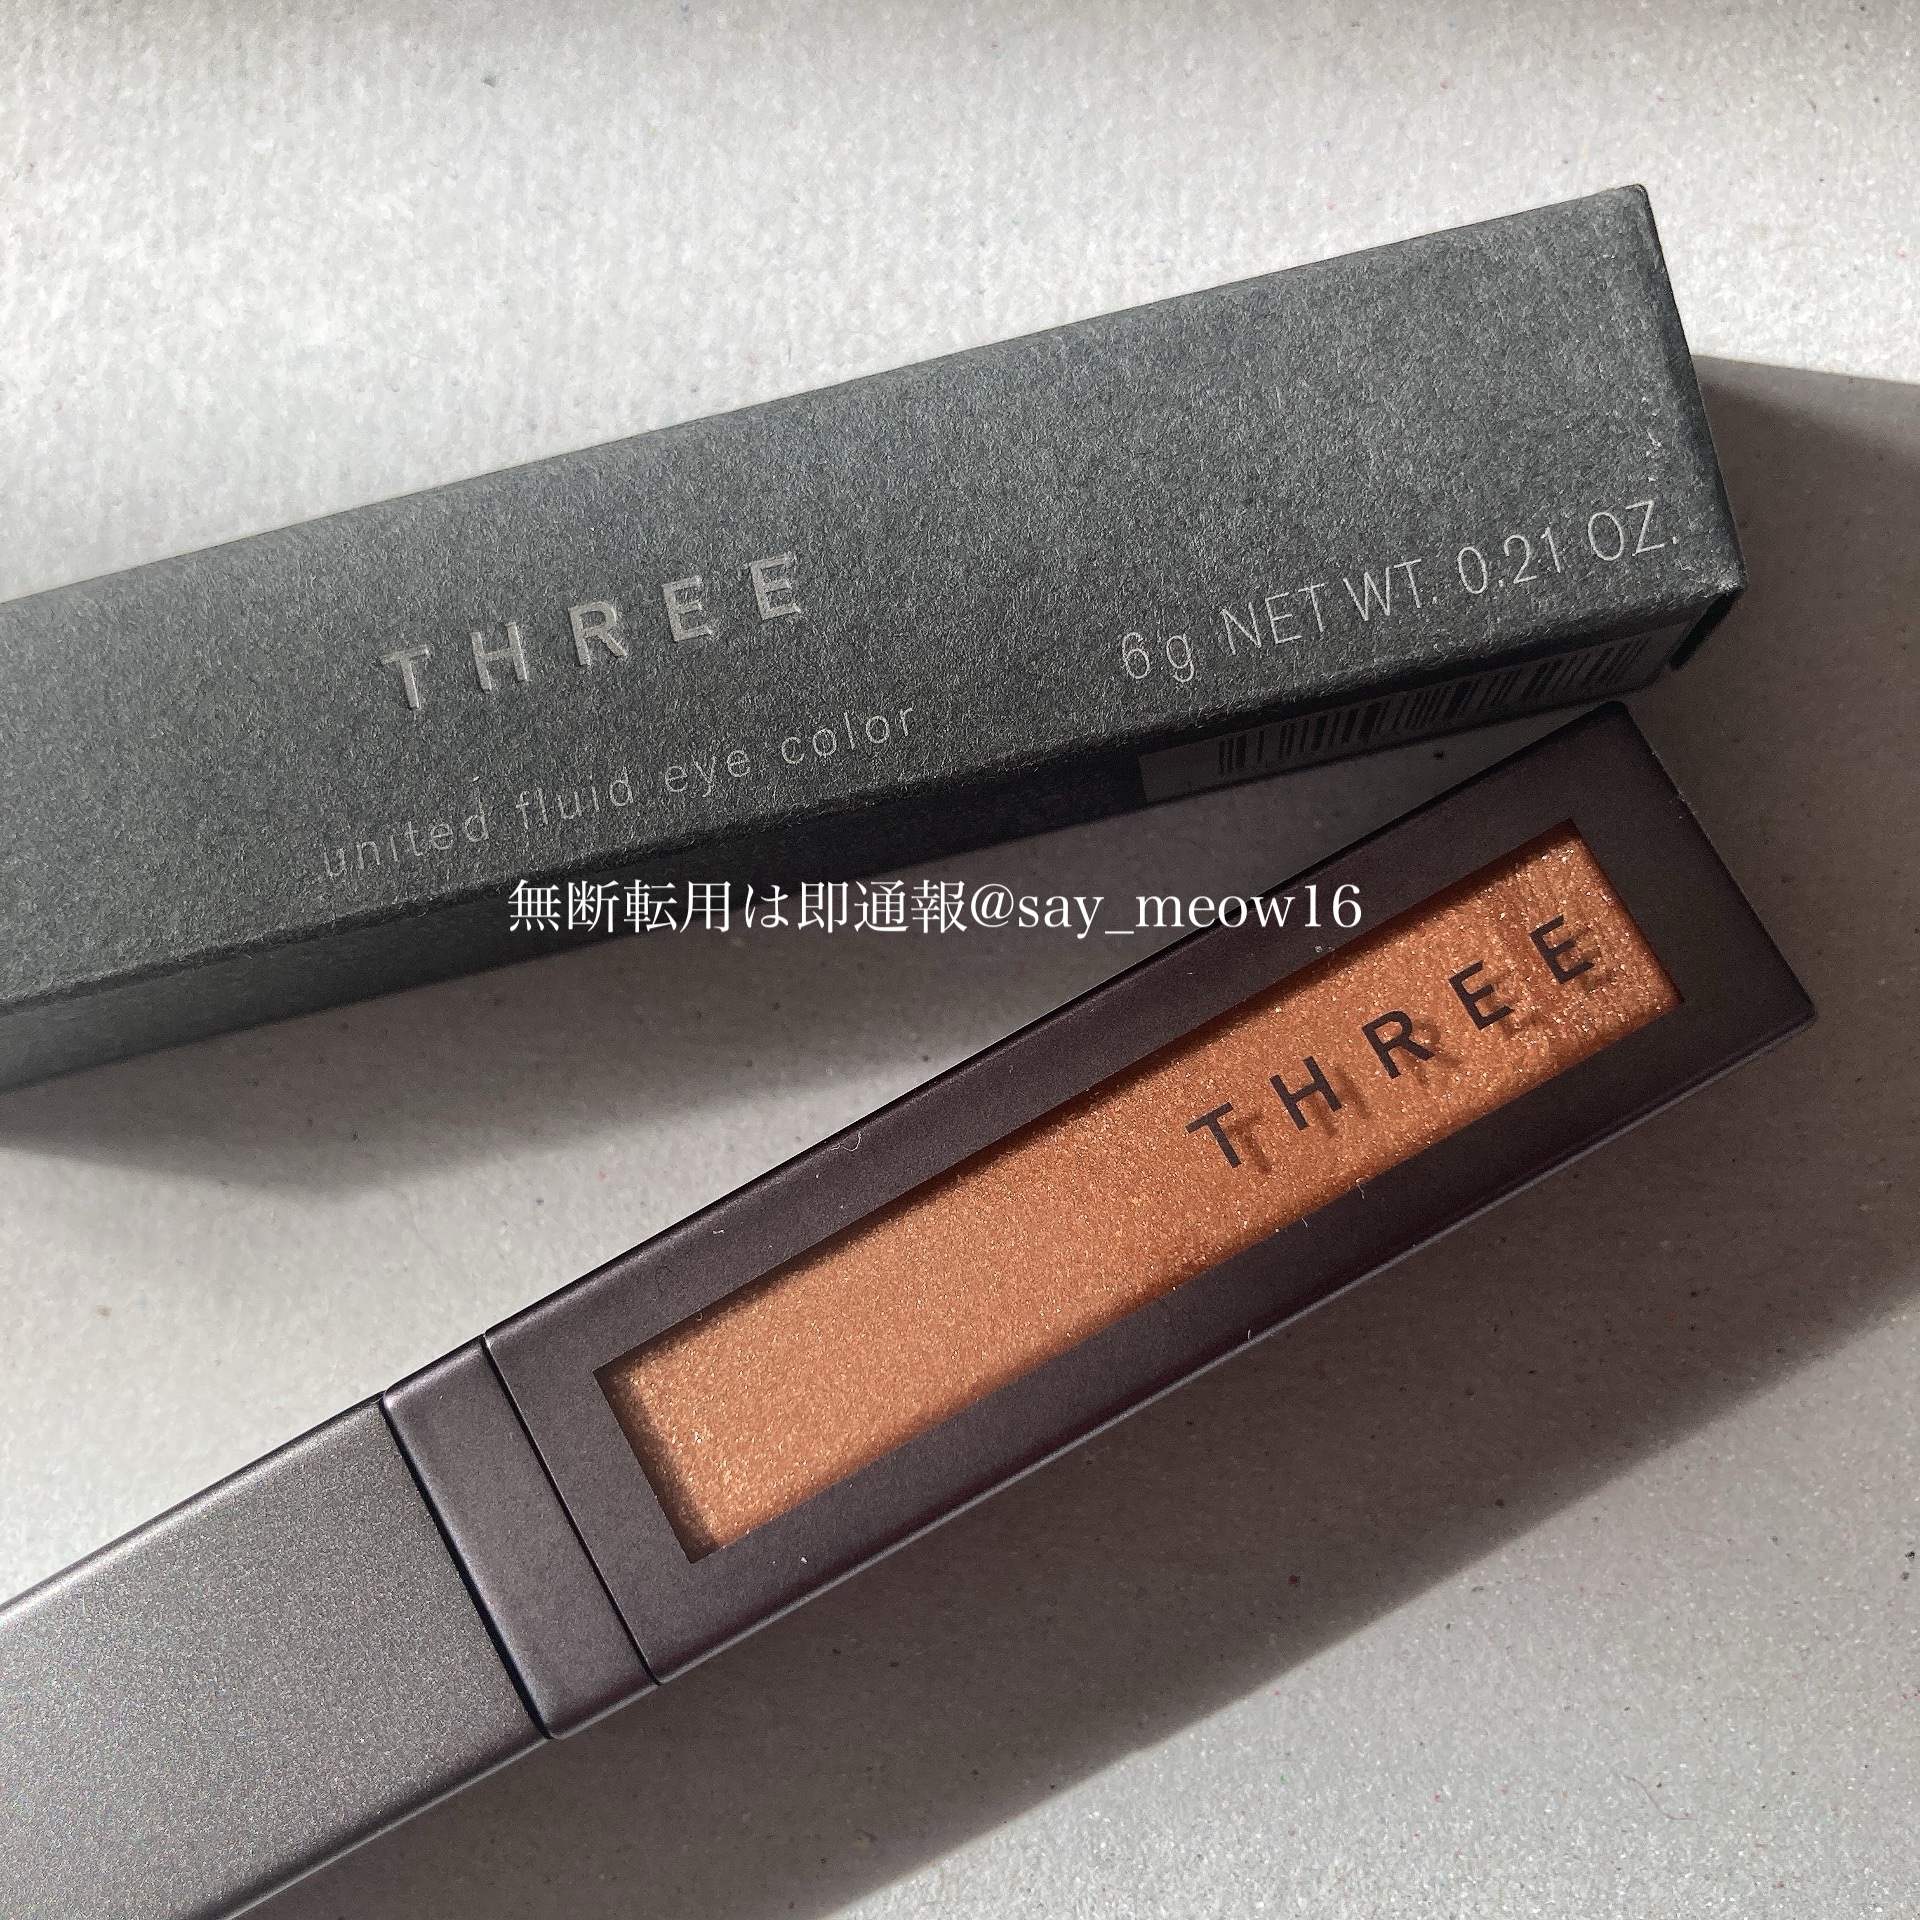 THREE
united fluid eye color
6g NET WT. 0.21 OZ.
無断転用は即通報@say_meow16
THREE